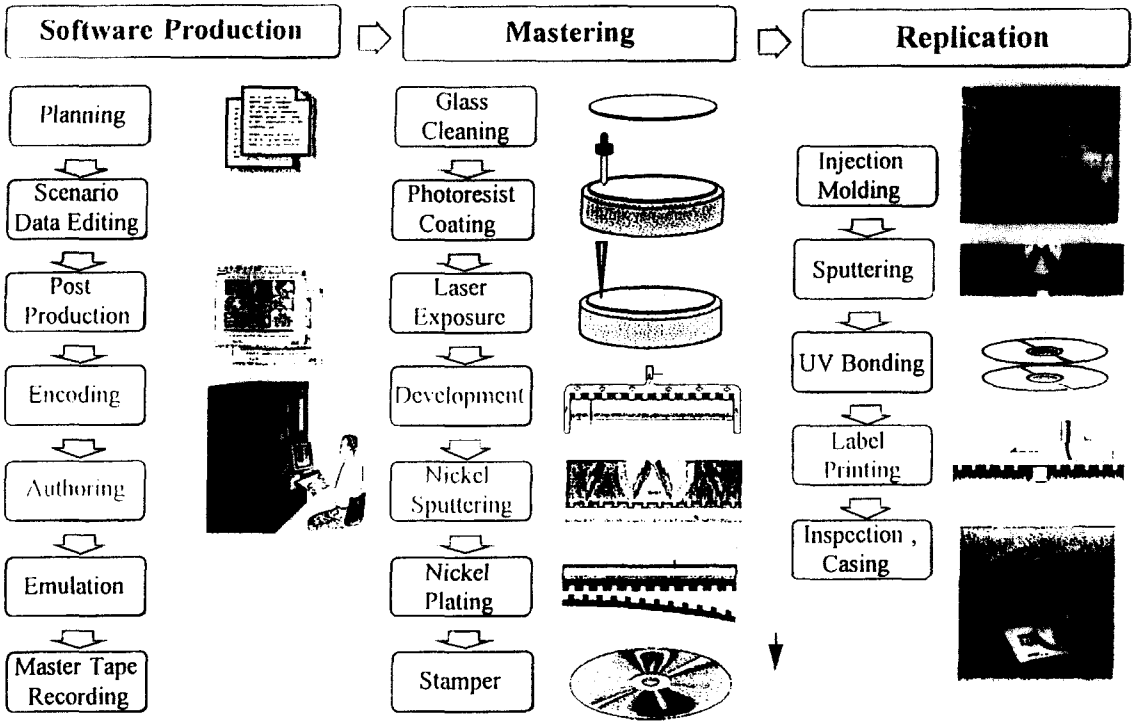 Software Production
Mastering
Replication
Planning
Scenario
Data Editing
Post
Production
Encoding
Authoring
Emulation
Master Tape
Recording
Glass
Cleaning
Photoresist
Coating
Laser
Exposure
Development
Nickel
Sputtering
Nickel
Plating
Stamper
Injection
Molding
Sputtering
UV Bonding
Label
Printing
Inspection ,
Casing